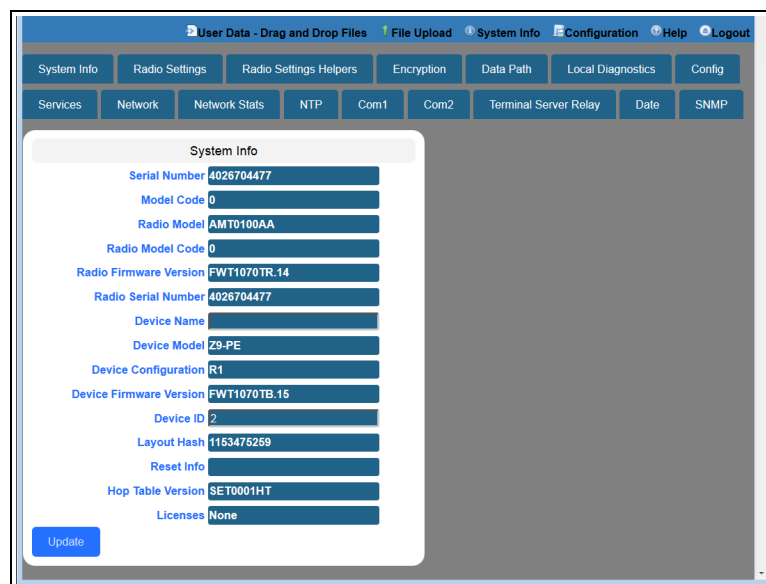 User Data - Drag and Drop Files File Upload System Info Configuration Help Logout
System Info Radio Settings Radio Settings Helpers Encryption Data Path Local Diagnostics Config
Services Network Network Stats NTP Com1 Com2 Terminal Server Relay Date SNMP
System Info
Serial Number 4026704477
Model Code 0
Radio Model AMT0100AA
Radio Model Code 0
Radio Firmware Version FWT1070TR.14
Radio Serial Number 4026704477
Device Name
Device Model Z9-PE
Device Configuration R1
Device Firmware Version FWT1070TB.15
Device ID 2
Layout Hash 1153475259
Reset Info
Hop Table Version SET0001HT
Licenses None
Update